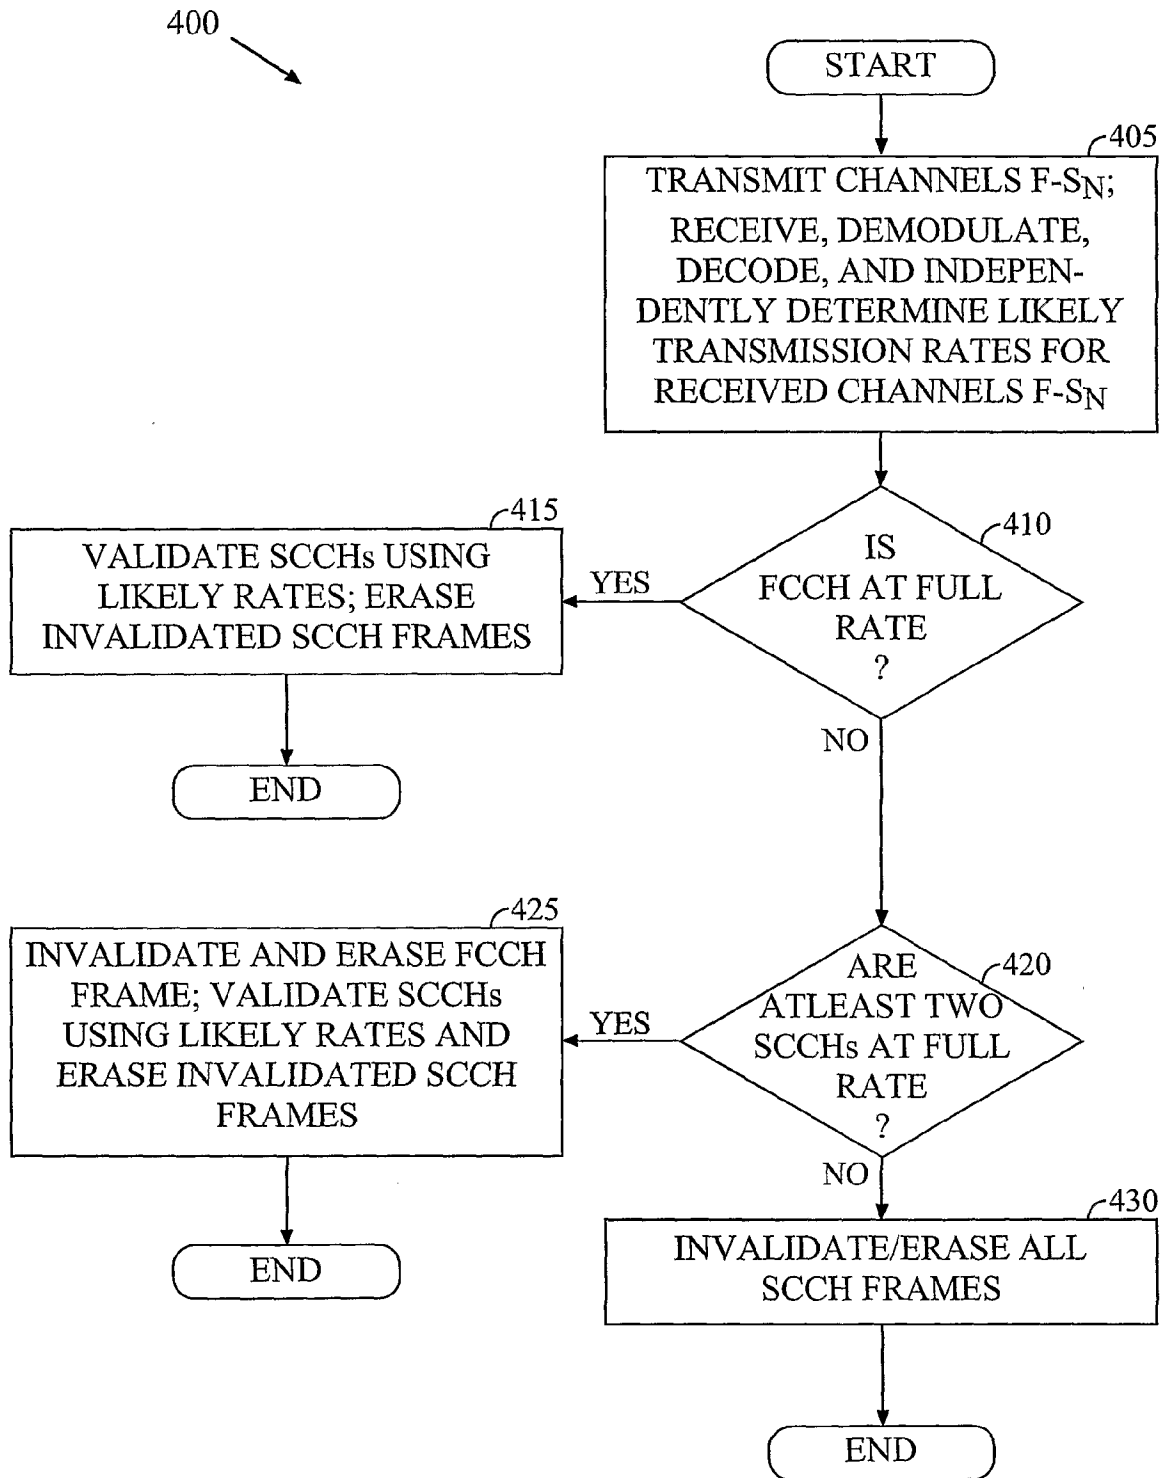 400
START
405
TRANSMIT CHANNELS F-SN;
RECEIVE, DEMODULATE,
DECODE, AND INDEPEN-
DENTLY DETERMINE LIKELY
TRANSMISSION RATES FOR
RECEIVED CHANNELS F-SN
410
IS
FCCH AT FULL
RATE
?
YES
415
VALIDATE SCCHs USING
LIKELY RATES; ERASE
INVALIDATED SCCH FRAMES
END
NO
420
ARE
ATLEAST TWO
SCCHs AT FULL
RATE
?
YES
425
INVALIDATE AND ERASE FCCH
FRAME; VALIDATE SCCHs
USING LIKELY RATES AND
ERASE INVALIDATED SCCH
FRAMES
END
NO
430
INVALIDATE/ERASE ALL
SCCH FRAMES
END